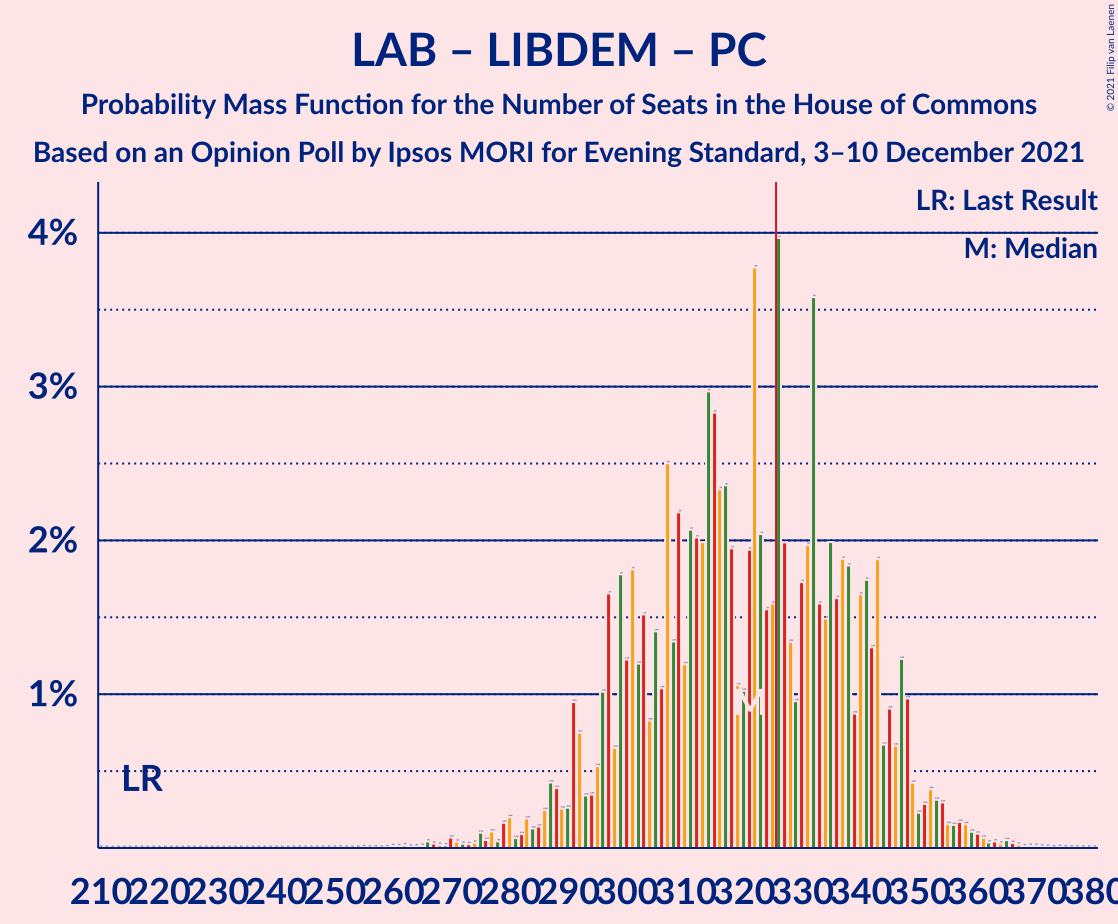 LAB – LIBDEM – PC
Probability Mass Function for the Number of Seats in the House of Commons
Based on an Opinion Poll by Ipsos MORI for Evening Standard, 3–10 December 2021
© 2021 Filip van Laenen
LR: Last Result
M: Median
4%
3%
2%
1%
LR
M
210 220 230 240 250 260 270 280 290 300 310 320 330 340 350 360 370 380